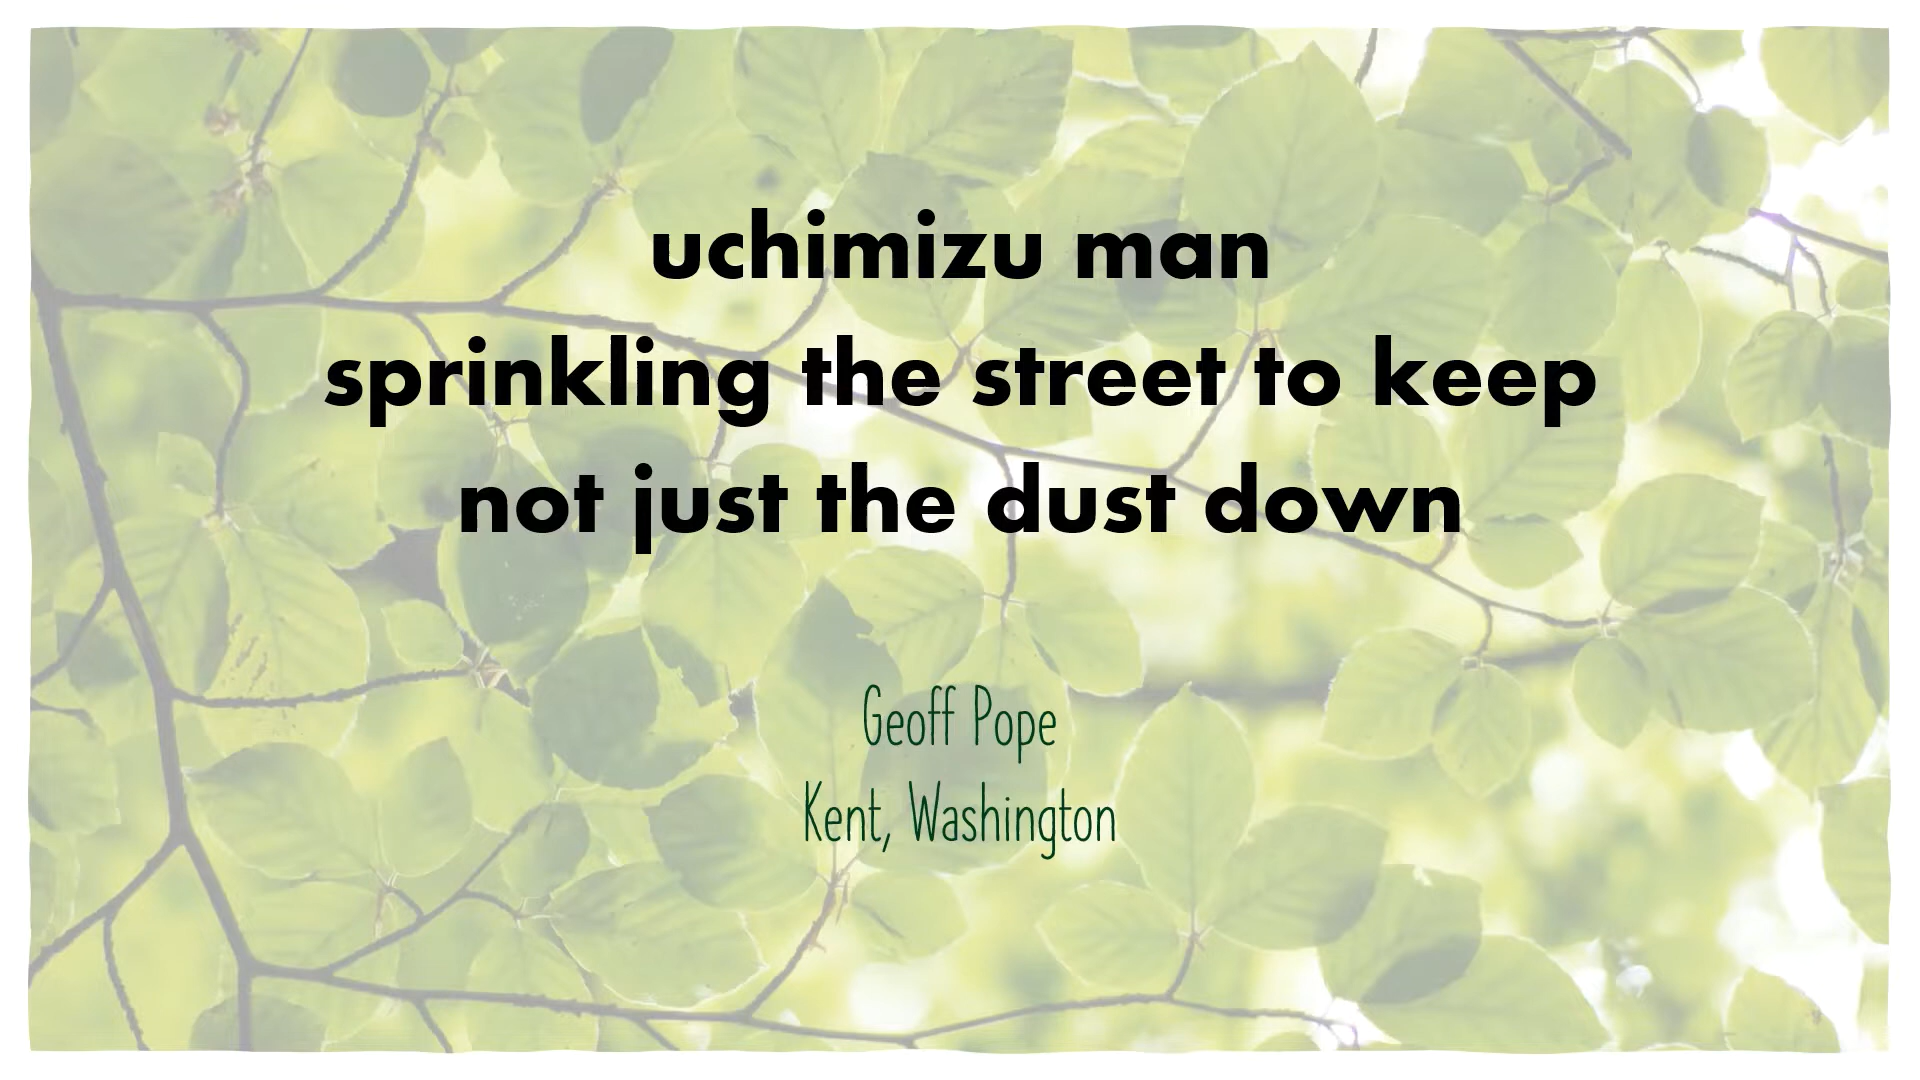 uchimizu man
sprinkling the street to keep
not just the dust down
Geoff Pope
Kent, Washington